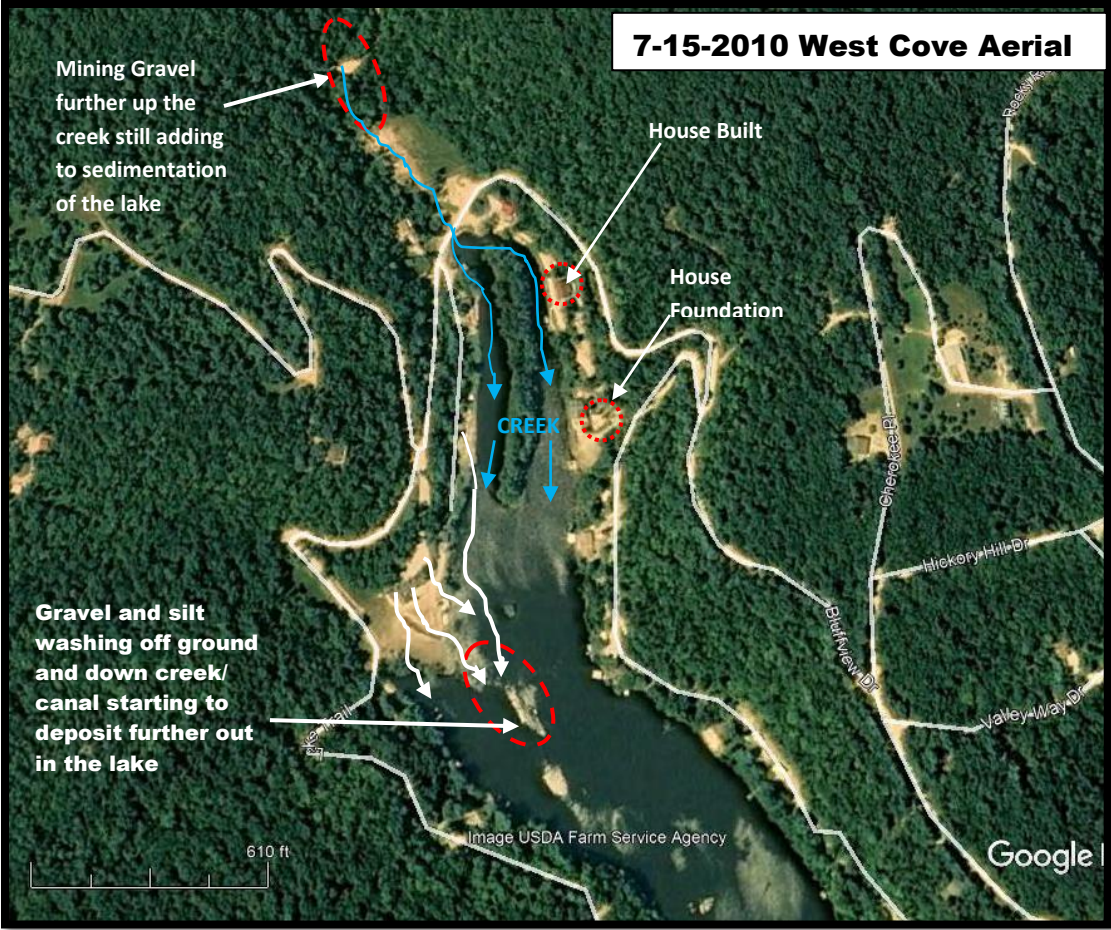 7-15-2010 West Cove Aerial
Mining Gravel
further up the
creek still adding
to sedimentation
of the lake
House Built
House
Foundation
CREEK
Cherokee Pl
Hickory Hill Dr
Bluffview Dr
Valley Way Dr
Gravel and silt
washing off ground
and down creek/
canal starting to
deposit further out
in the lake
Trail
Image USDA Farm Service Agency
610 ft
Google